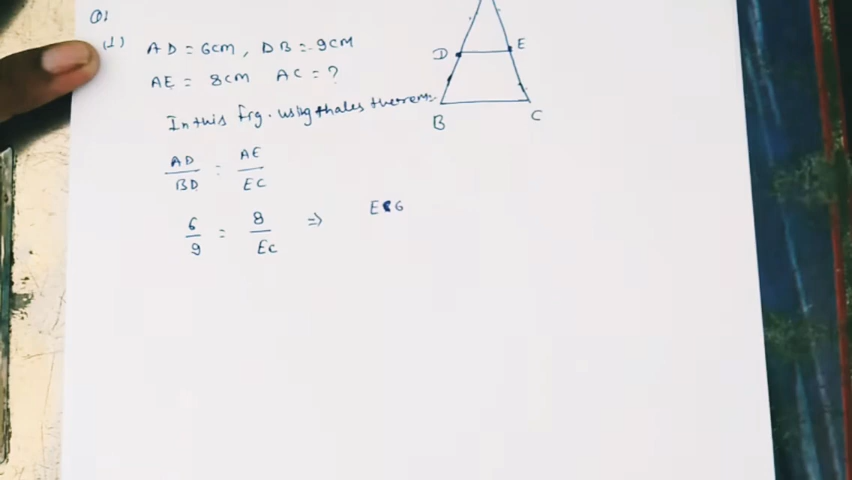 Q1
(1) AD = 6cm, DB = 9cm
AE = 8cm AC = ?
In this frg. using thales theorem:
D E
B C
AD/BD = AE/EC
6/9 = 8/EC ⇒ E